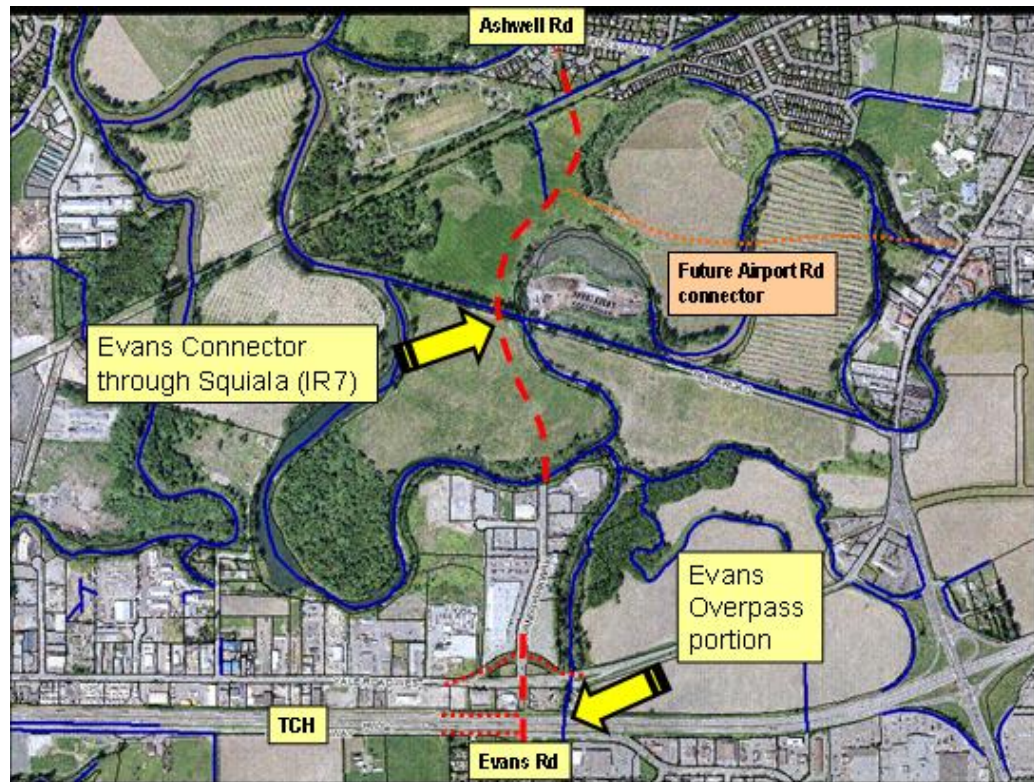 Ashwell Rd
Future Airport Rd
connector
Evans Connector
through Squiala (IR7)
Evans
Overpass
portion
TCH
Evans Rd